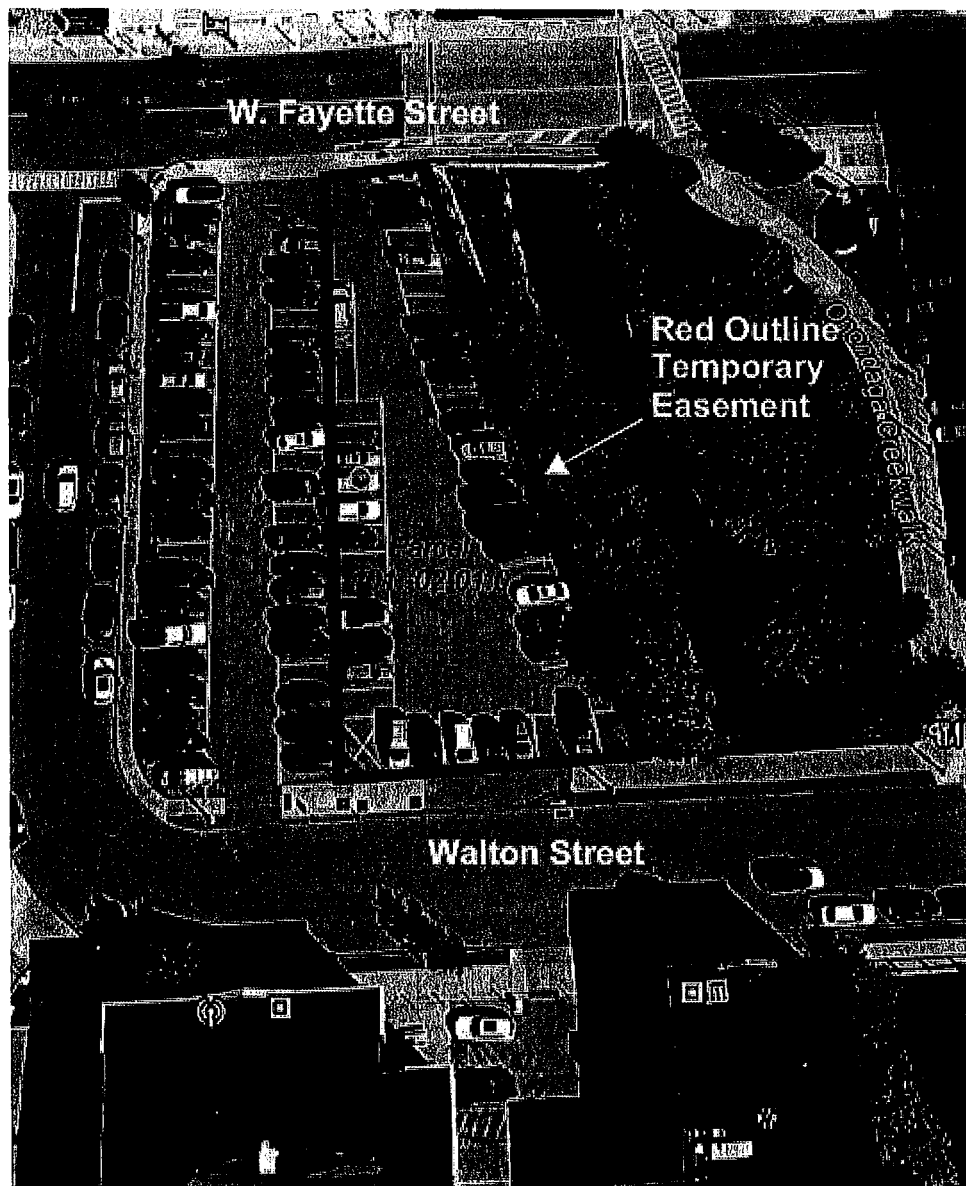 W. Fayette Street
Red Outline
Temporary
Easement
Onondaga Creekwalk
Walton Street